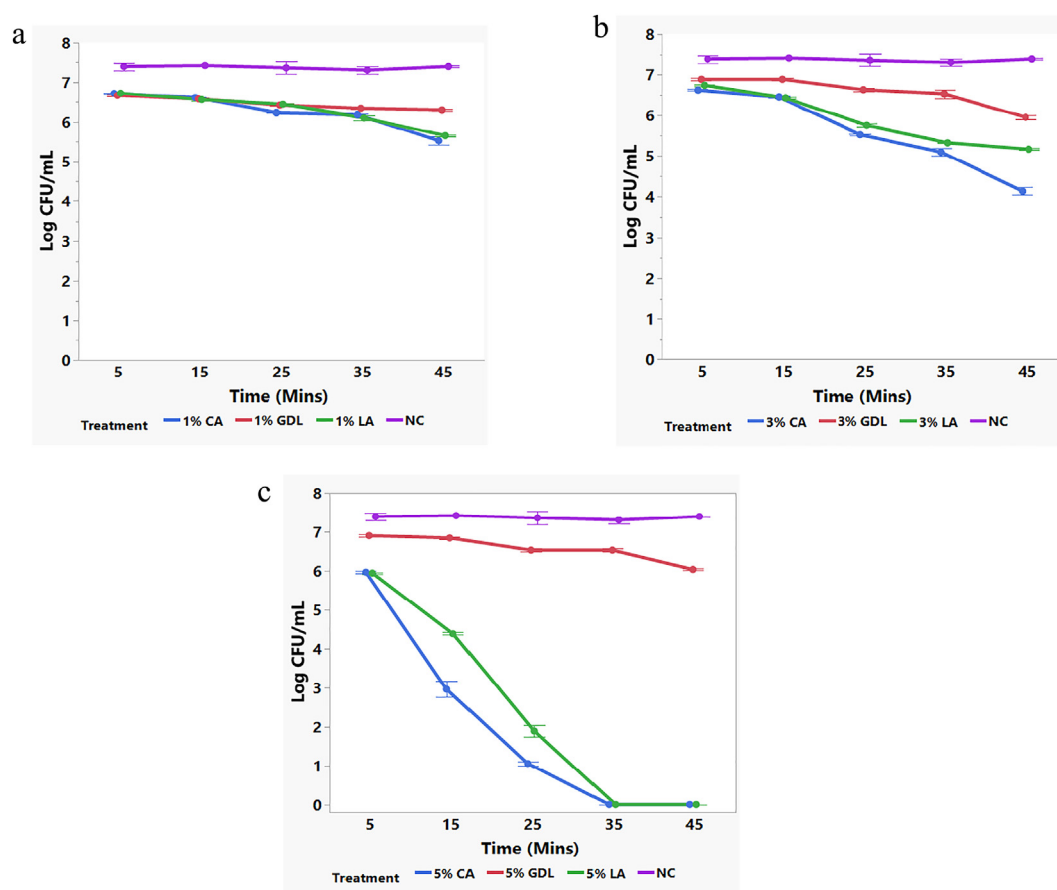 a
8
7
6
5
4
3
2
1
0
Log CFU/mL
5 15 25 35 45
Time (Mins)
Treatment 1% CA 1% GDL 1% LA NC
b
8
7
6
5
4
3
2
1
0
Log CFU/mL
5 15 25 35 45
Time (Mins)
Treatment 3% CA 3% GDL 3% LA NC
c
8
7
6
5
4
3
2
1
0
Log CFU/mL
5 15 25 35 45
Time (Mins)
Treatment 5% CA 5% GDL 5% LA NC